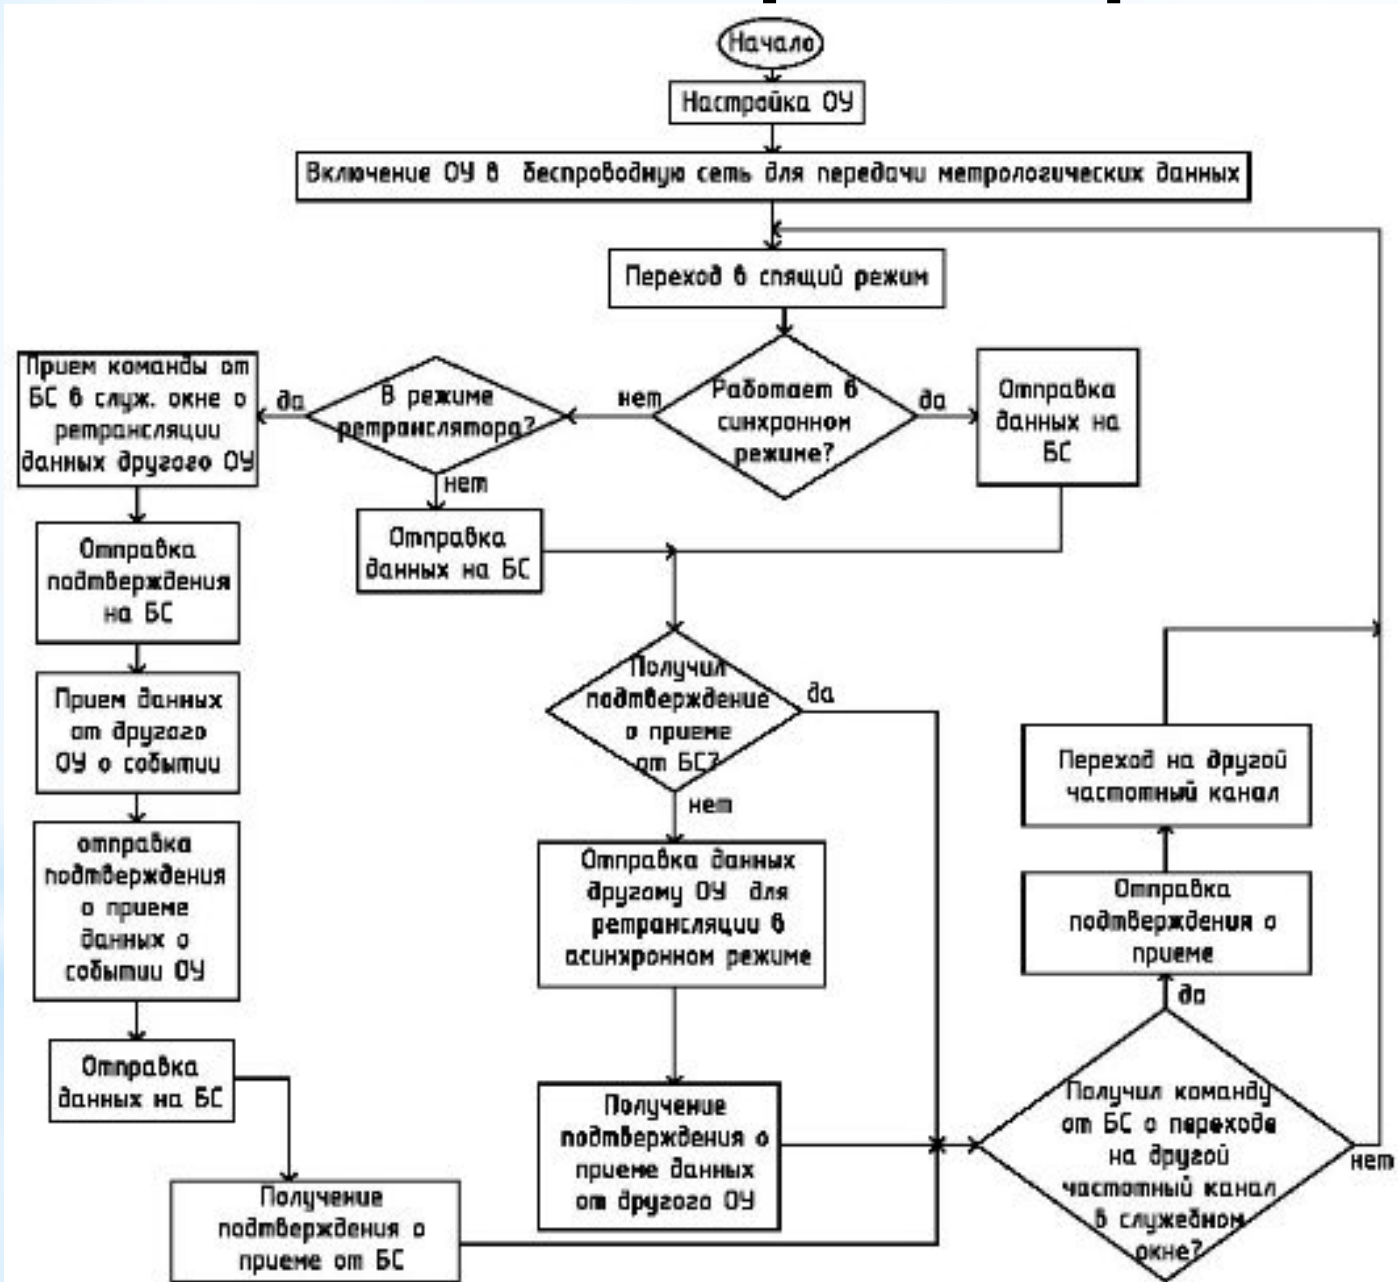 Начало
Настройка ОУ
Включение ОУ в беспроводную сеть для передачи метрологических данных
Переход в спящий режим
Прием команды от
БС в служ. окне о
ретрансляции
данных другого ОУ
да
В режиме
ретранслятора?
нет
нет
Работает в
синхронном
режиме?
да
Отправка
данных на
БС
Отправка
данных на БС
Отправка
подтверждения
на БС
Прием данных
от другого
ОУ о событии
отправка
подтверждения
о приеме
данных о
событии ОУ
Отправка
данных на БС
Получение
подтверждения о
приеме от БС
Получил
подтверждение
о приеме
от БС?
да
нет
Отправка данных
другому ОУ для
ретрансляции в
асинхронном режиме
Получение
подтверждения о
приеме данных
от другого ОУ
Переход на другой
частотный канал
Отправка
подтверждения о
приеме
да
Получил команду
от БС о переходе
на другой
частотный канал
в служебном
окне?
нет